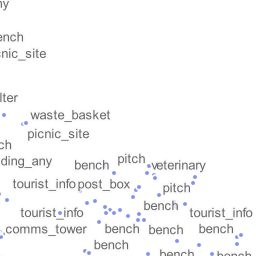 ny
ench
cnic_site
lter
waste_basket
picnic_site
ch
ding_any
bench
pitch
veterinary
tourist_info
post_box
pitch
bench
tourist_info
tourist_info
comms_tower
bench
bench
bench
bench
bench
bench